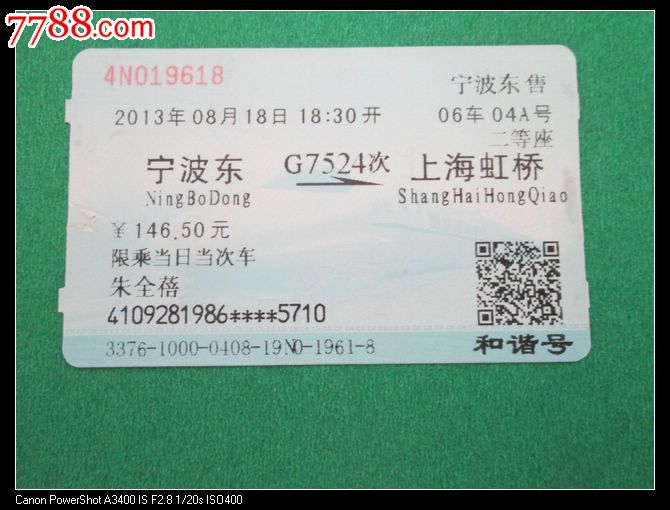 7788.com
4N019618
宁波东 售
2013年 08月 18日 18:30 开
06车 04A号
二等座
宁波东 G7524次 上海虹桥
NingBoDong ShangHaiHongQiao
￥ 146.50 元
限乘当日当次车
朱全蓓
4109281986****5710
3376-1000-0408-19N0-1961-8
和谐号
Canon PowerShot A3400 IS F2.8 1/20s ISO400